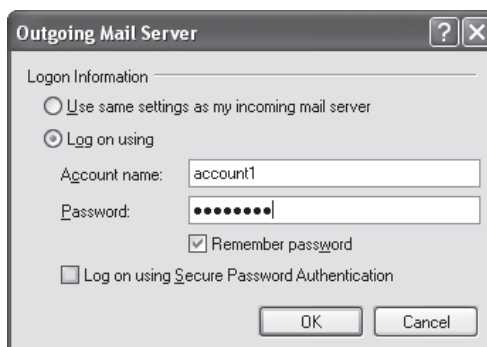 Outgoing Mail Server
Logon Information
Use same settings as my incoming mail server
Log on using
Account name: account1
Password: ●●●●●●●●
Remember password
Log on using Secure Password Authentication
OK Cancel